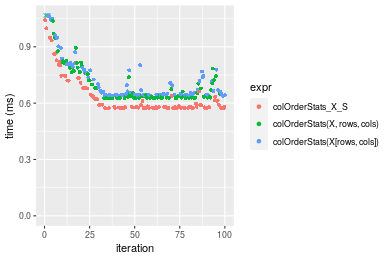 0.9
0.6
0.3
0.0
time (ms)
0
25
50
75
100
iteration
expr
colOrderStats_X_S
colOrderStats(X, rows, cols)
colOrderStats(X[rows, cols])